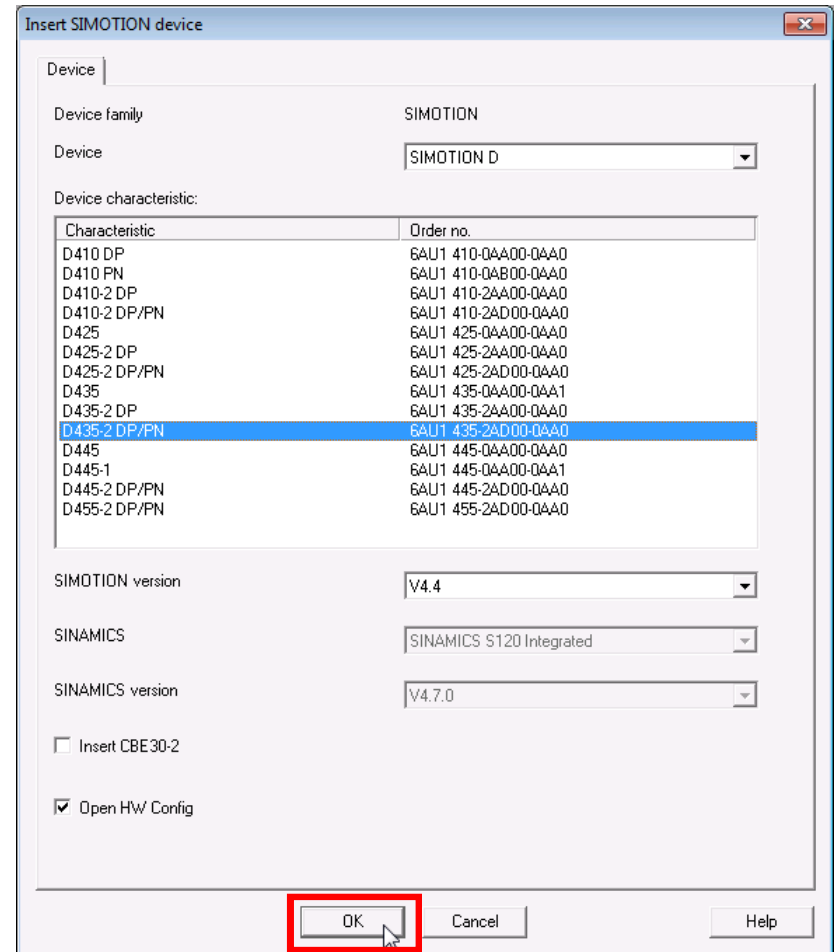 Insert SIMOTION device
Device
Device family SIMOTION
Device SIMOTION D
Device characteristic:
Characteristic Order no.
D410 DP 6AU1 410-0AA00-0AA0
D410 PN 6AU1 410-0AB00-0AA0
D410-2 DP 6AU1 410-2AA00-0AA0
D410-2 DP/PN 6AU1 410-2AD00-0AA0
D425 6AU1 425-0AA00-0AA0
D425-2 DP 6AU1 425-2AA00-0AA0
D425-2 DP/PN 6AU1 425-2AD00-0AA0
D435 6AU1 435-0AA00-0AA1
D435-2 DP 6AU1 435-2AA00-0AA0
D435-2 DP/PN 6AU1 435-2AD00-0AA0
D445 6AU1 445-0AA00-0AA0
D445-1 6AU1 445-0AA00-0AA1
D445-2 DP/PN 6AU1 445-2AD00-0AA0
D455-2 DP/PN 6AU1 455-2AD00-0AA0
SIMOTION version V4.4
SINAMICS SINAMICS S120 Integrated
SINAMICS version V4.7.0
Insert CBE30-2
Open HW Config
OK Cancel Help